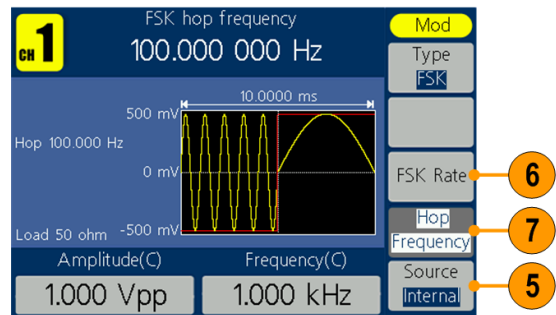 CH 1
FSK hop frequency
100.000 000 Hz
Mod
Type
FSK
10.0000 ms
500 mV
Hop 100.000 Hz
0 mV
FSK Rate
6
Hop
Frequency
7
Load 50 ohm
-500 mV
Source
Internal
5
Amplitude(C)
Frequency(C)
1.000 Vpp
1.000 kHz